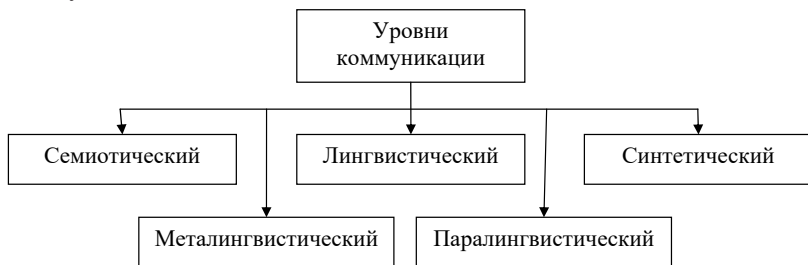 Уровни
коммуникации
Семиотический
Лингвистический
Синтетический
Металингвистический
Паралингвистический